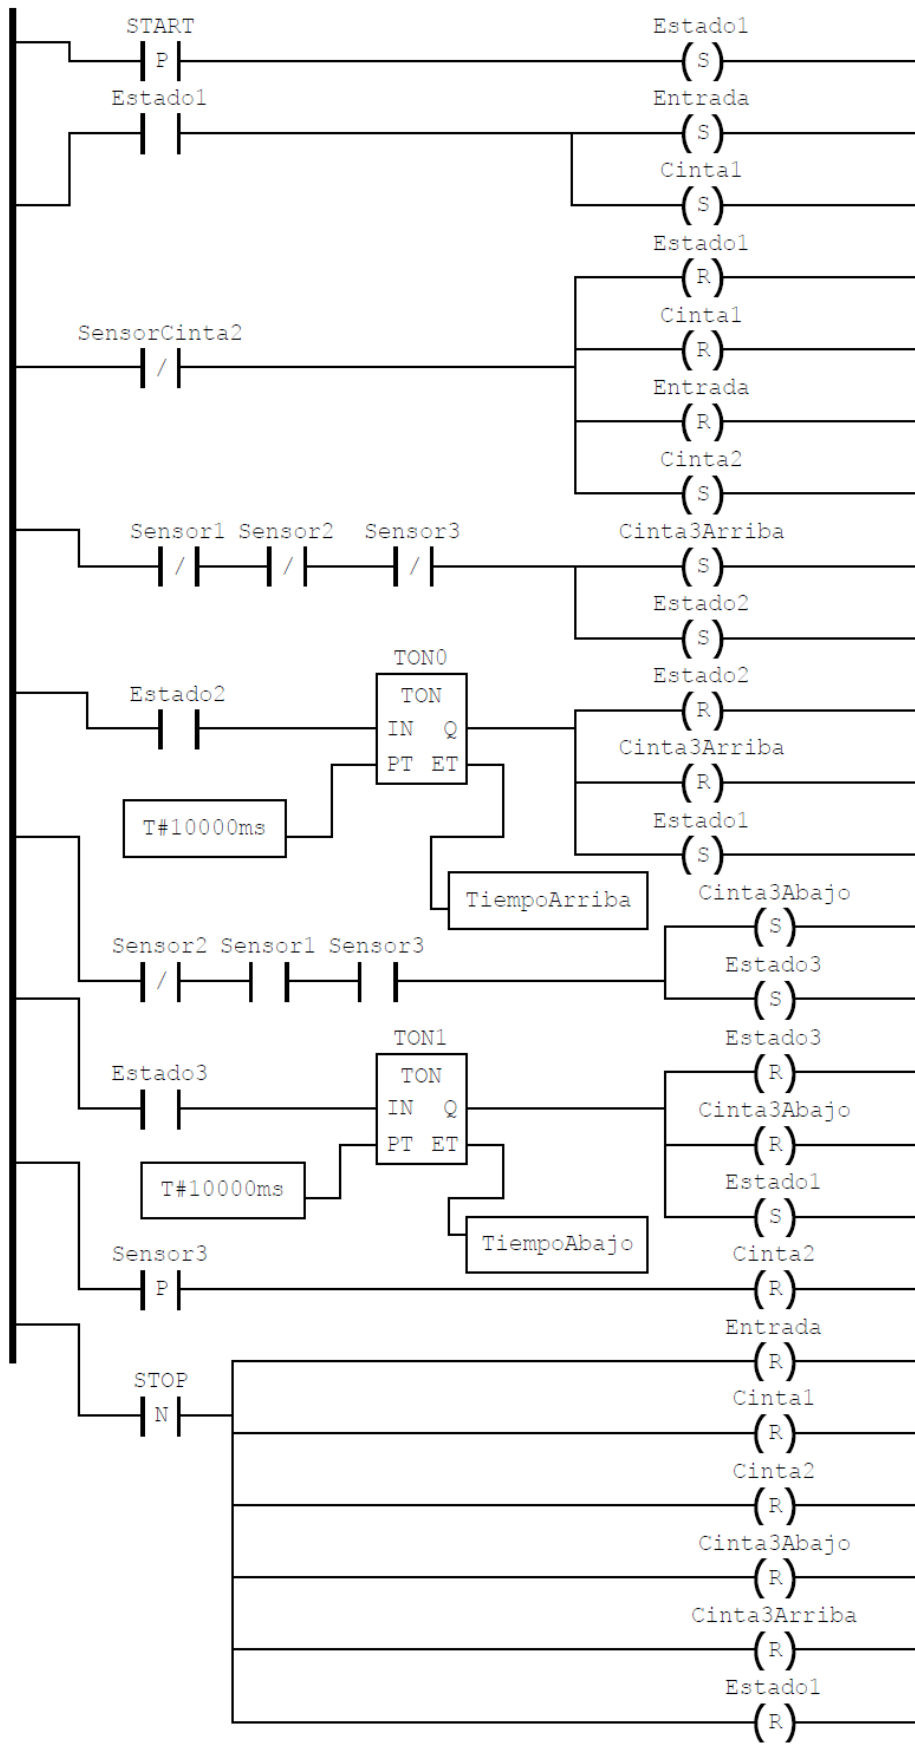 START
Estado1
P
S
Estado1
Entrada
S
Cinta1
S
Estado1
R
Cinta1
SensorCinta2
R
/
Entrada
R
Cinta2
S
Sensor1 Sensor2 Sensor3
Cinta3Arriba
/ / /
S
Estado2
S
TON0
Estado2
Estado2
TON
R
IN Q
Cinta3Arriba
PT ET
R
T#10000ms
Estado1
S
TiempoArriba
Cinta3Abajo
S
Sensor2 Sensor1 Sensor3
Estado3
/
S
TON1
Estado3
Estado3
TON
R
IN Q
Cinta3Abajo
PT ET
R
T#10000ms
Estado1
S
TiempoAbajo
Sensor3
Cinta2
P
R
Entrada
R
STOP
Cinta1
N
R
Cinta2
R
Cinta3Abajo
R
Cinta3Arriba
R
Estado1
R